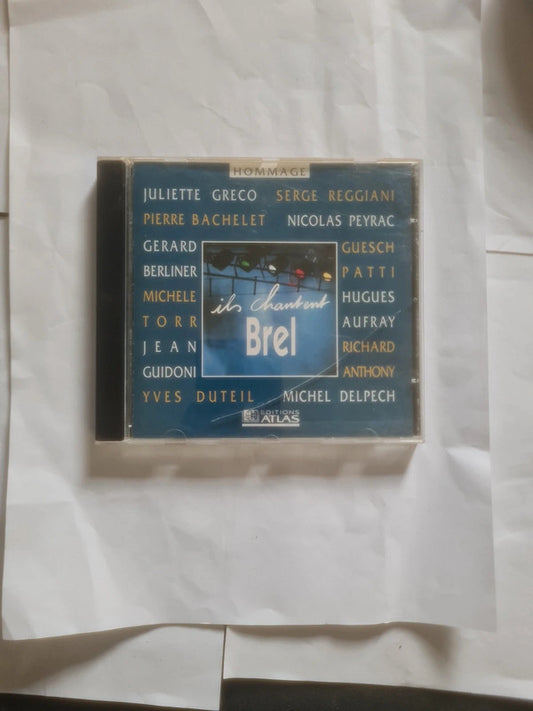 HOMMAGE
JULIETTE GRECO SERGE REGGIANI
PIERRE BACHELET NICOLAS PEYRAC
GERARD
BERLINER
MICHELE
TORR
JEAN
GUIDONI
ils chantent
Brel
GUESCH
PATTI
HUGUES
AUFRAY
RICHARD
ANTHONY
YVES DUTEIL MICHEL DELPECH
EDITIONS
ATLAS